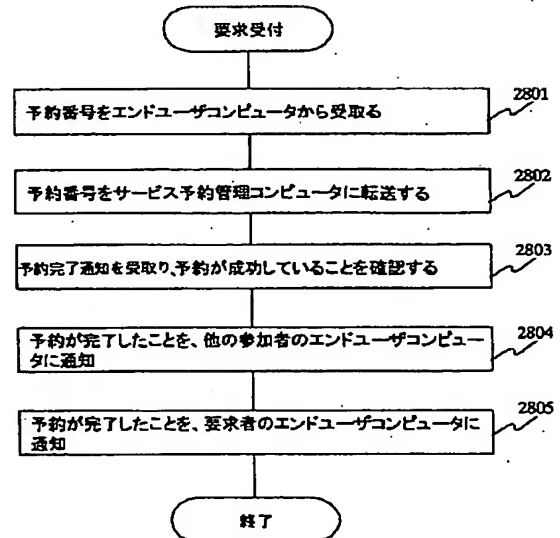 要求受付
2801
予約番号をエンドユーザコンピュータから受取る
2802
予約番号をサービス予約管理コンピュータに転送する
2803
予約完了通知を受取り、予約が成功していることを確認する
2804
予約が完了したことを、他の参加者のエンドユーザコンピュー
タに通知
2805
予約が完了したことを、要求者のエンドユーザコンピュータに
通知
終了